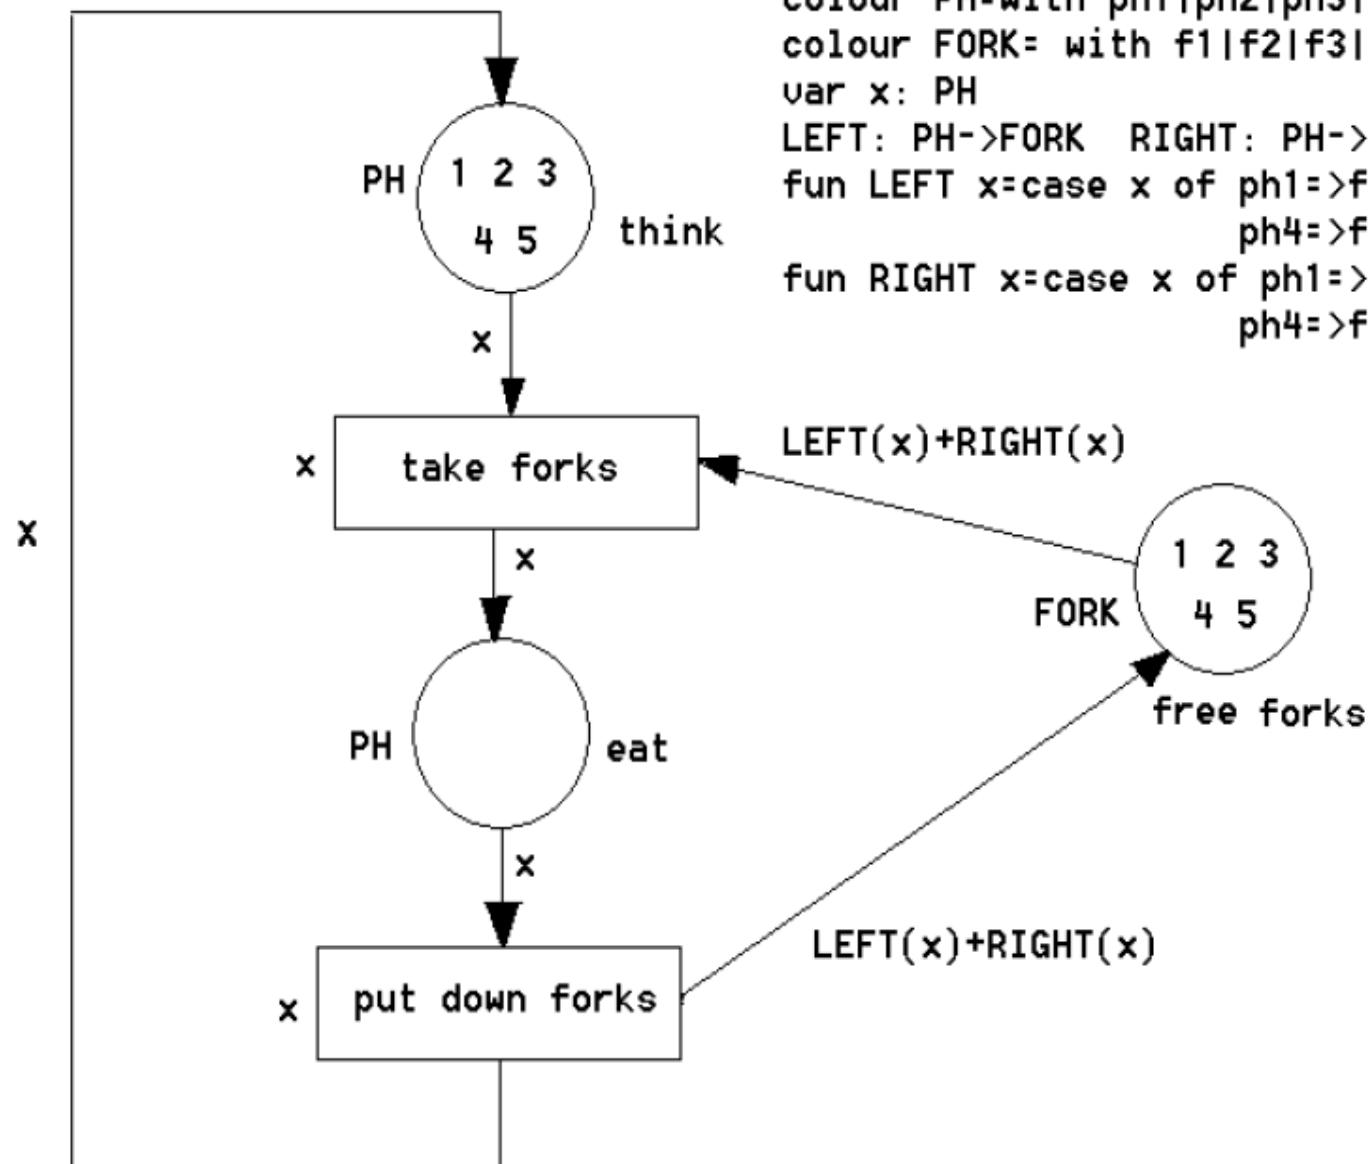 colour PH=with ph1|ph2|ph3|
colour FORK= with f1|f2|f3|
var x: PH
LEFT: PH->FORK RIGHT: PH->
fun LEFT x=case x of ph1=>f
ph4=>f
fun RIGHT x=case x of ph1=>
ph4=>f
PH
1 2 3
4 5
think
x
x
take forks
LEFT(x)+RIGHT(x)
x
x
1 2 3
4 5
FORK
free forks
PH
eat
x
LEFT(x)+RIGHT(x)
x
put down forks